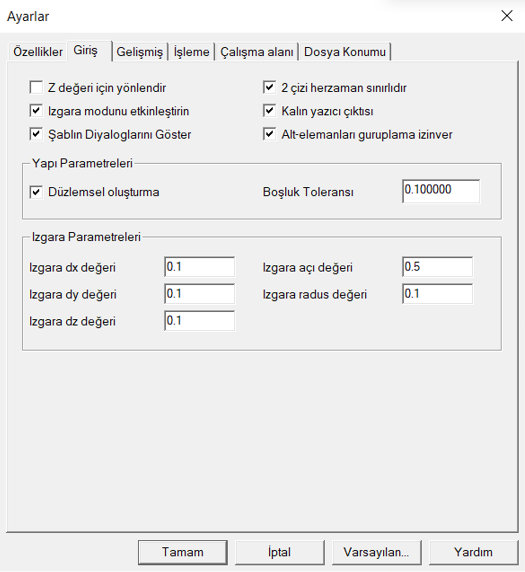 Ayarlar
Özellikler Giriş Gelişmiş İşleme Çalışma alanı Dosya Konumu
Z değeri için yönlendir 2 çizi herzaman sınırlıdır
Izgara modunu etkinleştirin Kalın yazıcı çıktısı
Şablın Diyaloglarını Göster Alt-elemanları guruplama izinver
Yapı Parametreleri
Düzlemsel oluşturma Boşluk Toleransı 0.100000
Izgara Parametreleri
Izgara dx değeri 0.1 Izgara açı değeri 0.5
Izgara dy değeri 0.1 Izgara radus değeri 0.1
Izgara dz değeri 0.1
Tamam İptal Varsayılan... Yardım